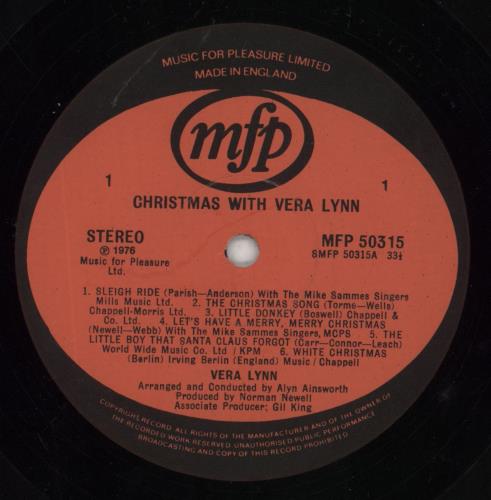 MUSIC FOR PLEASURE LIMITED
MADE IN ENGLAND
mfp
1
1
CHRISTMAS WITH VERA LYNN
STEREO
Ⓟ 1976
Music for Pleasure
Ltd.
MFP 50315
SMFP 50315A 33⅓
1. SLEIGH RIDE (Parish—Anderson) With The Mike Sammes Singers
Mills Music Ltd. 2. THE CHRISTMAS SONG (Torme—Wells)
Chappell-Morris Ltd. 3. LITTLE DONKEY (Boswell) Chappell &
Co. Ltd. 4. LET'S HAVE A MERRY, MERRY CHRISTMAS
(Newell—Webb) With The Mike Sammes Singers, MCPS 5. THE
LITTLE BOY THAT SANTA CLAUS FORGOT (Carr—Connor—Leach)
World Wide Music Co. Ltd / KPM 6. WHITE CHRISTMAS
(Berlin) Irving Berlin (England) Music / Chappell
VERA LYNN
Arranged and Conducted by Alyn Ainsworth
Produced by Norman Newell
Associate Producer; Gil King
COPYRIGHT.RECORD. ALL RIGHTS OF THE MANUFACTURER AND OF THE OWNER OF
THE RECORDED WORK RESERVED. UNAUTHORISED PUBLIC PERFORMANCE
BROADCASTING AND COPY OF THIS RECORD PROHIBITED